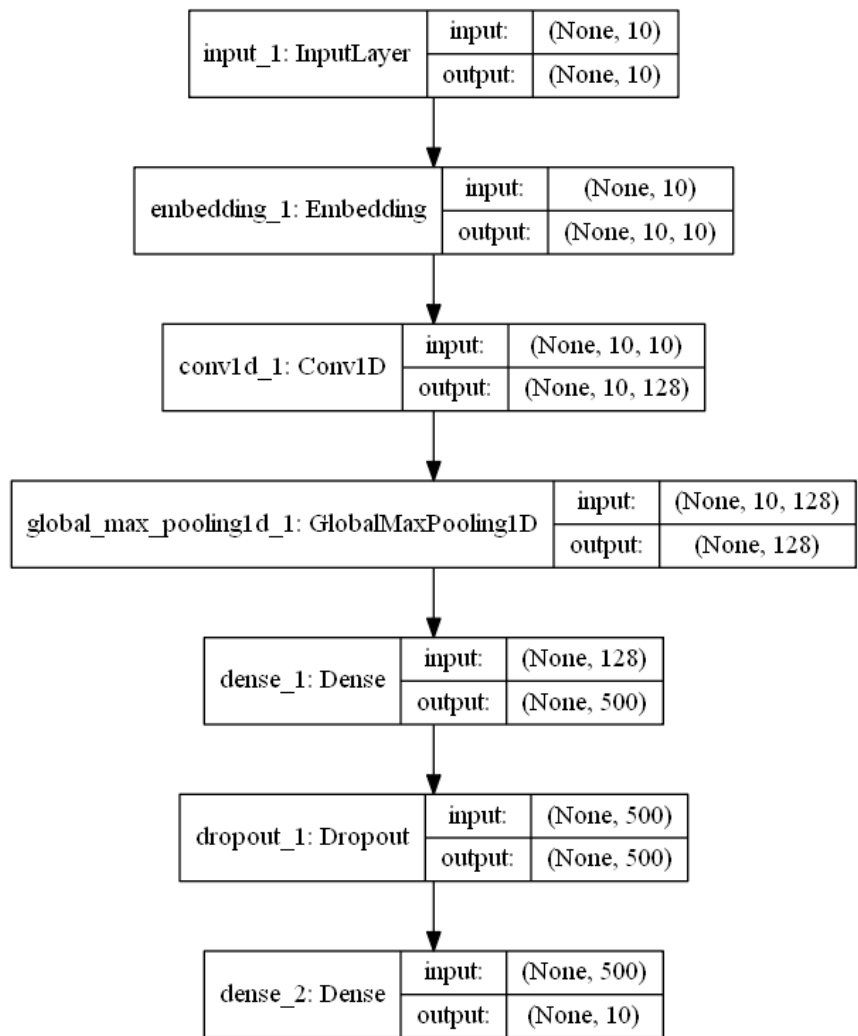 input_1: InputLayer
input: (None, 10)
output: (None, 10)
embedding_1: Embedding
input: (None, 10)
output: (None, 10, 10)
conv1d_1: Conv1D
input: (None, 10, 10)
output: (None, 10, 128)
global_max_pooling1d_1: GlobalMaxPooling1D
input: (None, 10, 128)
output: (None, 128)
dense_1: Dense
input: (None, 128)
output: (None, 500)
dropout_1: Dropout
input: (None, 500)
output: (None, 500)
dense_2: Dense
input: (None, 500)
output: (None, 10)